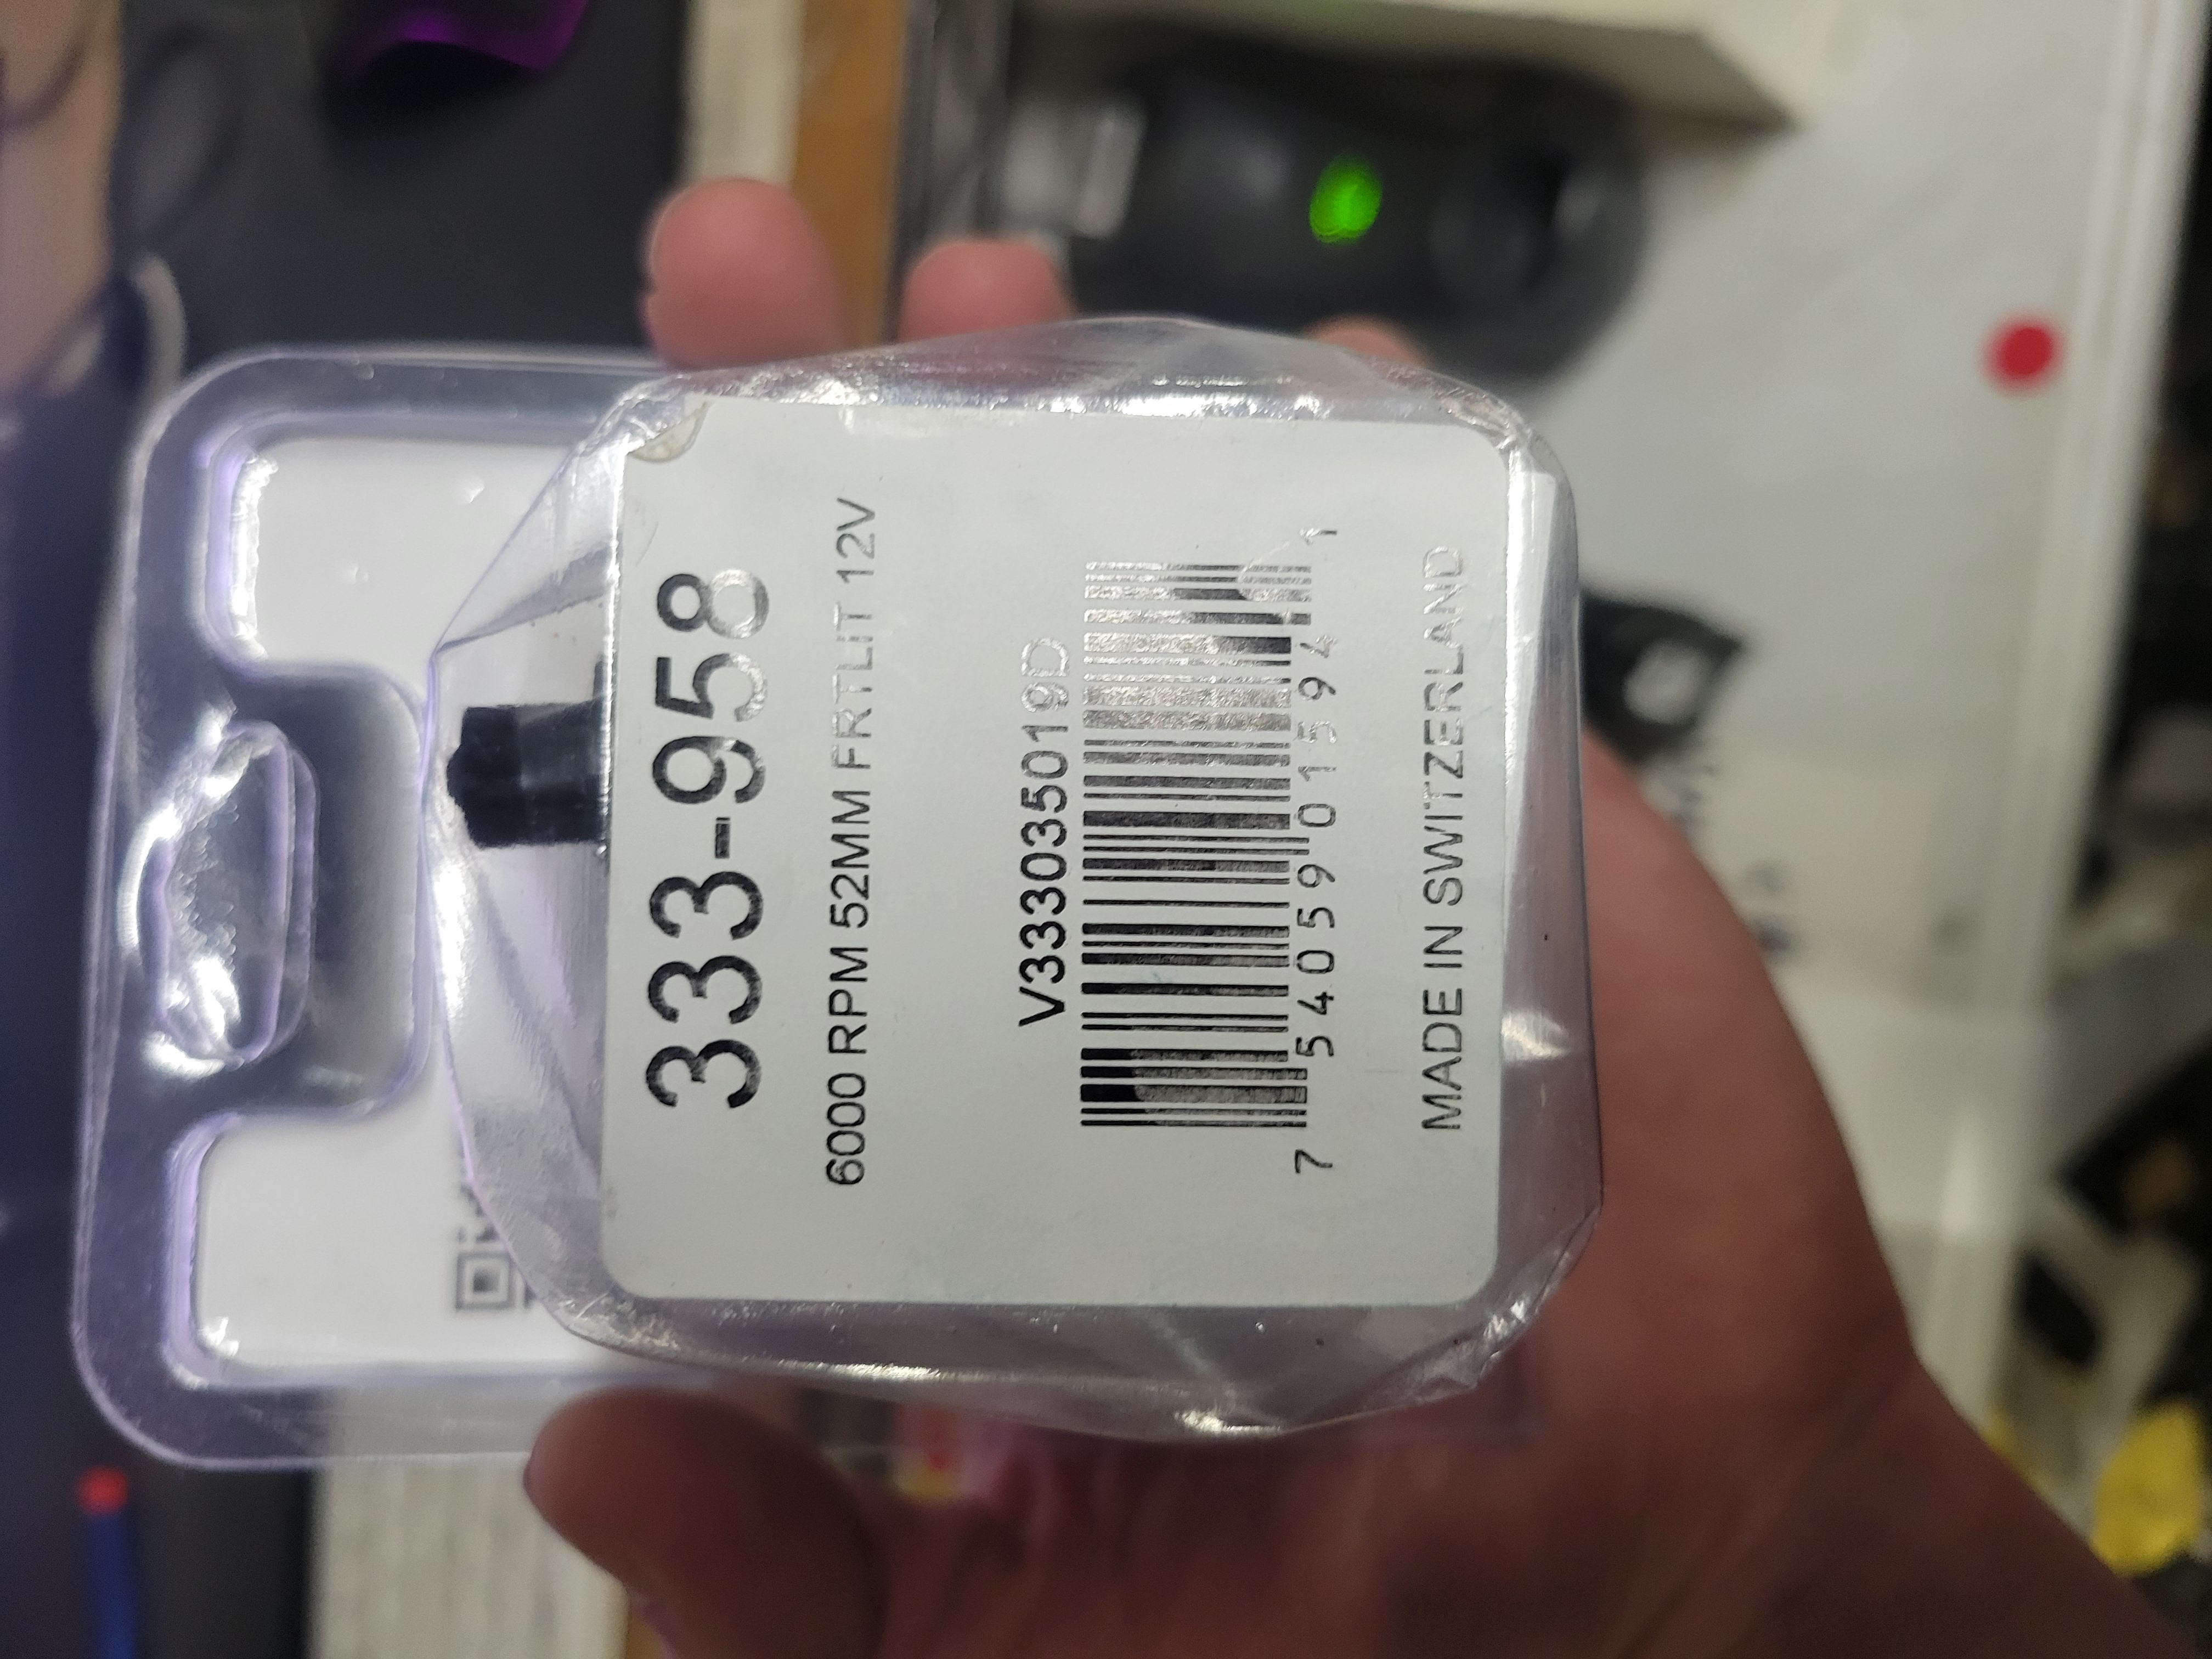 333-958
6000 RPM 52MM FRTLIT 12V
V333035019D
7 54059 01594 1
MADE IN SWITZERLAND